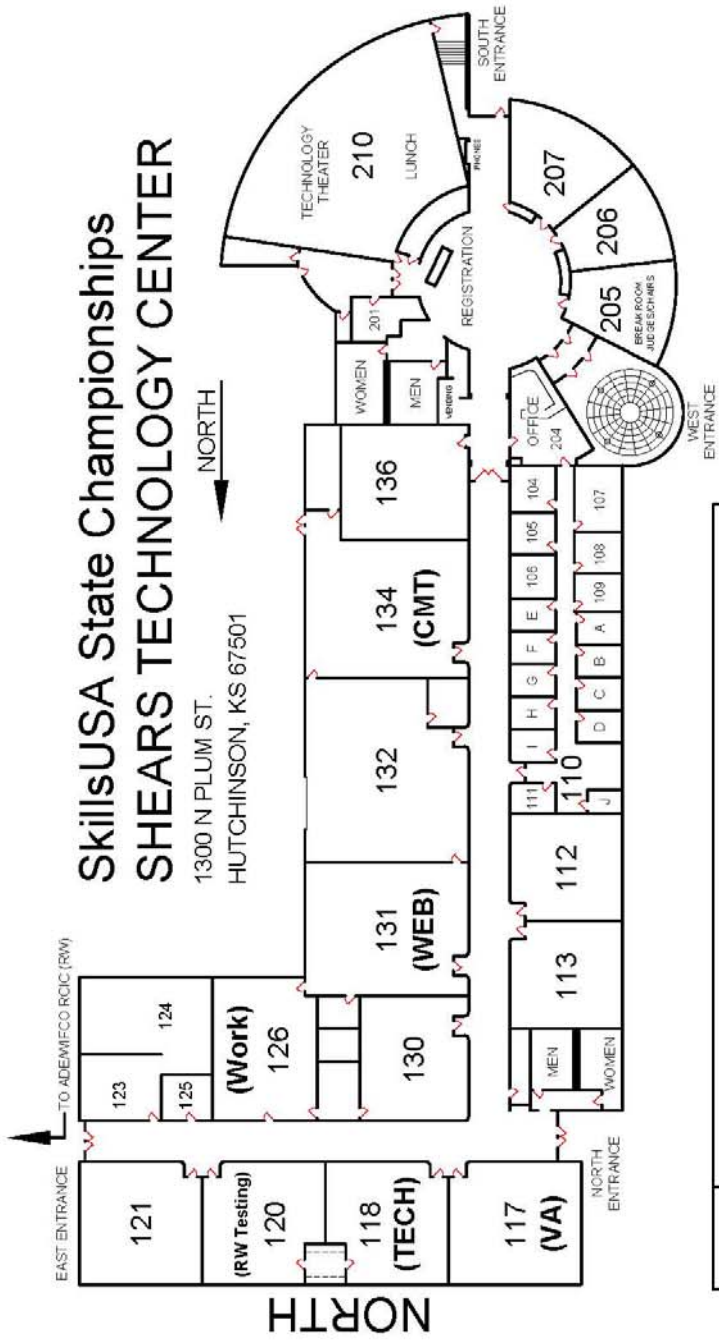 SkillsUSA State Championships
SHEARS TECHNOLOGY CENTER
1300 N PLUM ST.
HUTCHINSON, KS 67501
NORTH
TO ADE/WIFCO RCIC (RW)
EAST ENTRANCE
121
(RW Testing)
120
118
(TECH)
117
(VA)
NORTH
NORTH
ENTRANCE
123
124
125
(Work)
126
130
131
(WEB)
132
134
(CMT)
136
WOMEN
MEN
VENDING
201
TECHNOLOGY
THEATER
210
LUNCH
REGISTRATION
PHONES
SOUTH
ENTRANCE
MEN
WOMEN
113
112
111
110
J
I
H
G
F
E
106
105
104
D
C
B
A
109
108
107
OFFICE
204
WEST
ENTRANCE
205
BREAK ROOM
JUDGES/CHAIRS
206
207